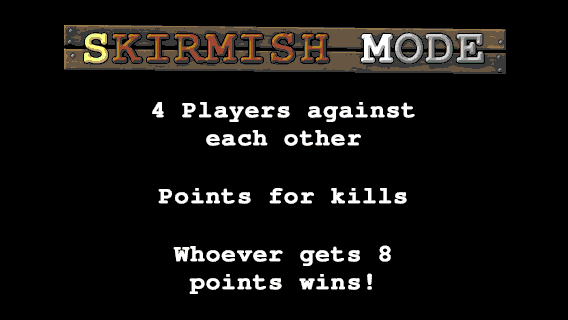 SKIRMISH MODE
4 Players against
each other
Points for kills
Whoever gets 8
points wins!